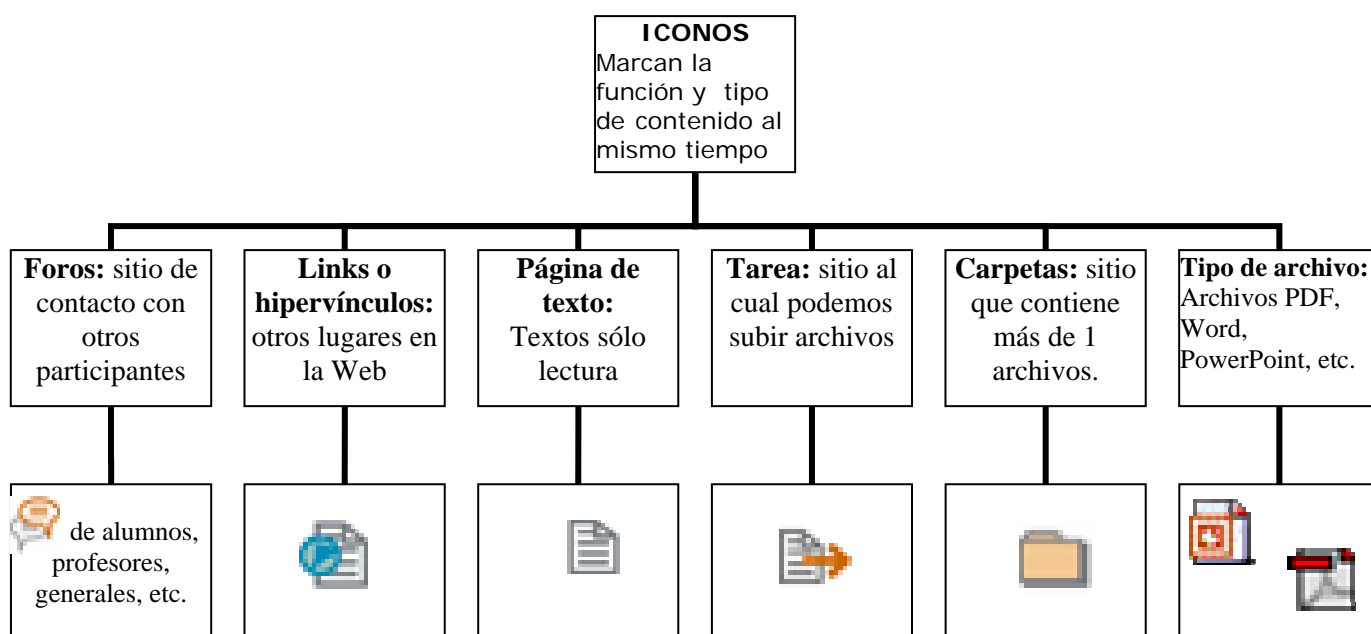 ICONOS
Marcan la
función y tipo
de contenido al
mismo tiempo
Foros: sitio de
contacto con
otros
participantes
Links o
hipervínculos:
otros lugares en
la Web
Página de
texto:
Textos sólo
lectura
Tarea: sitio al
cual podemos
subir archivos
Carpetas: sitio
que contiene
más de 1
archivos.
Tipo de archivo:
Archivos PDF,
Word,
PowerPoint, etc.
de alumnos,
profesores,
generales, etc.